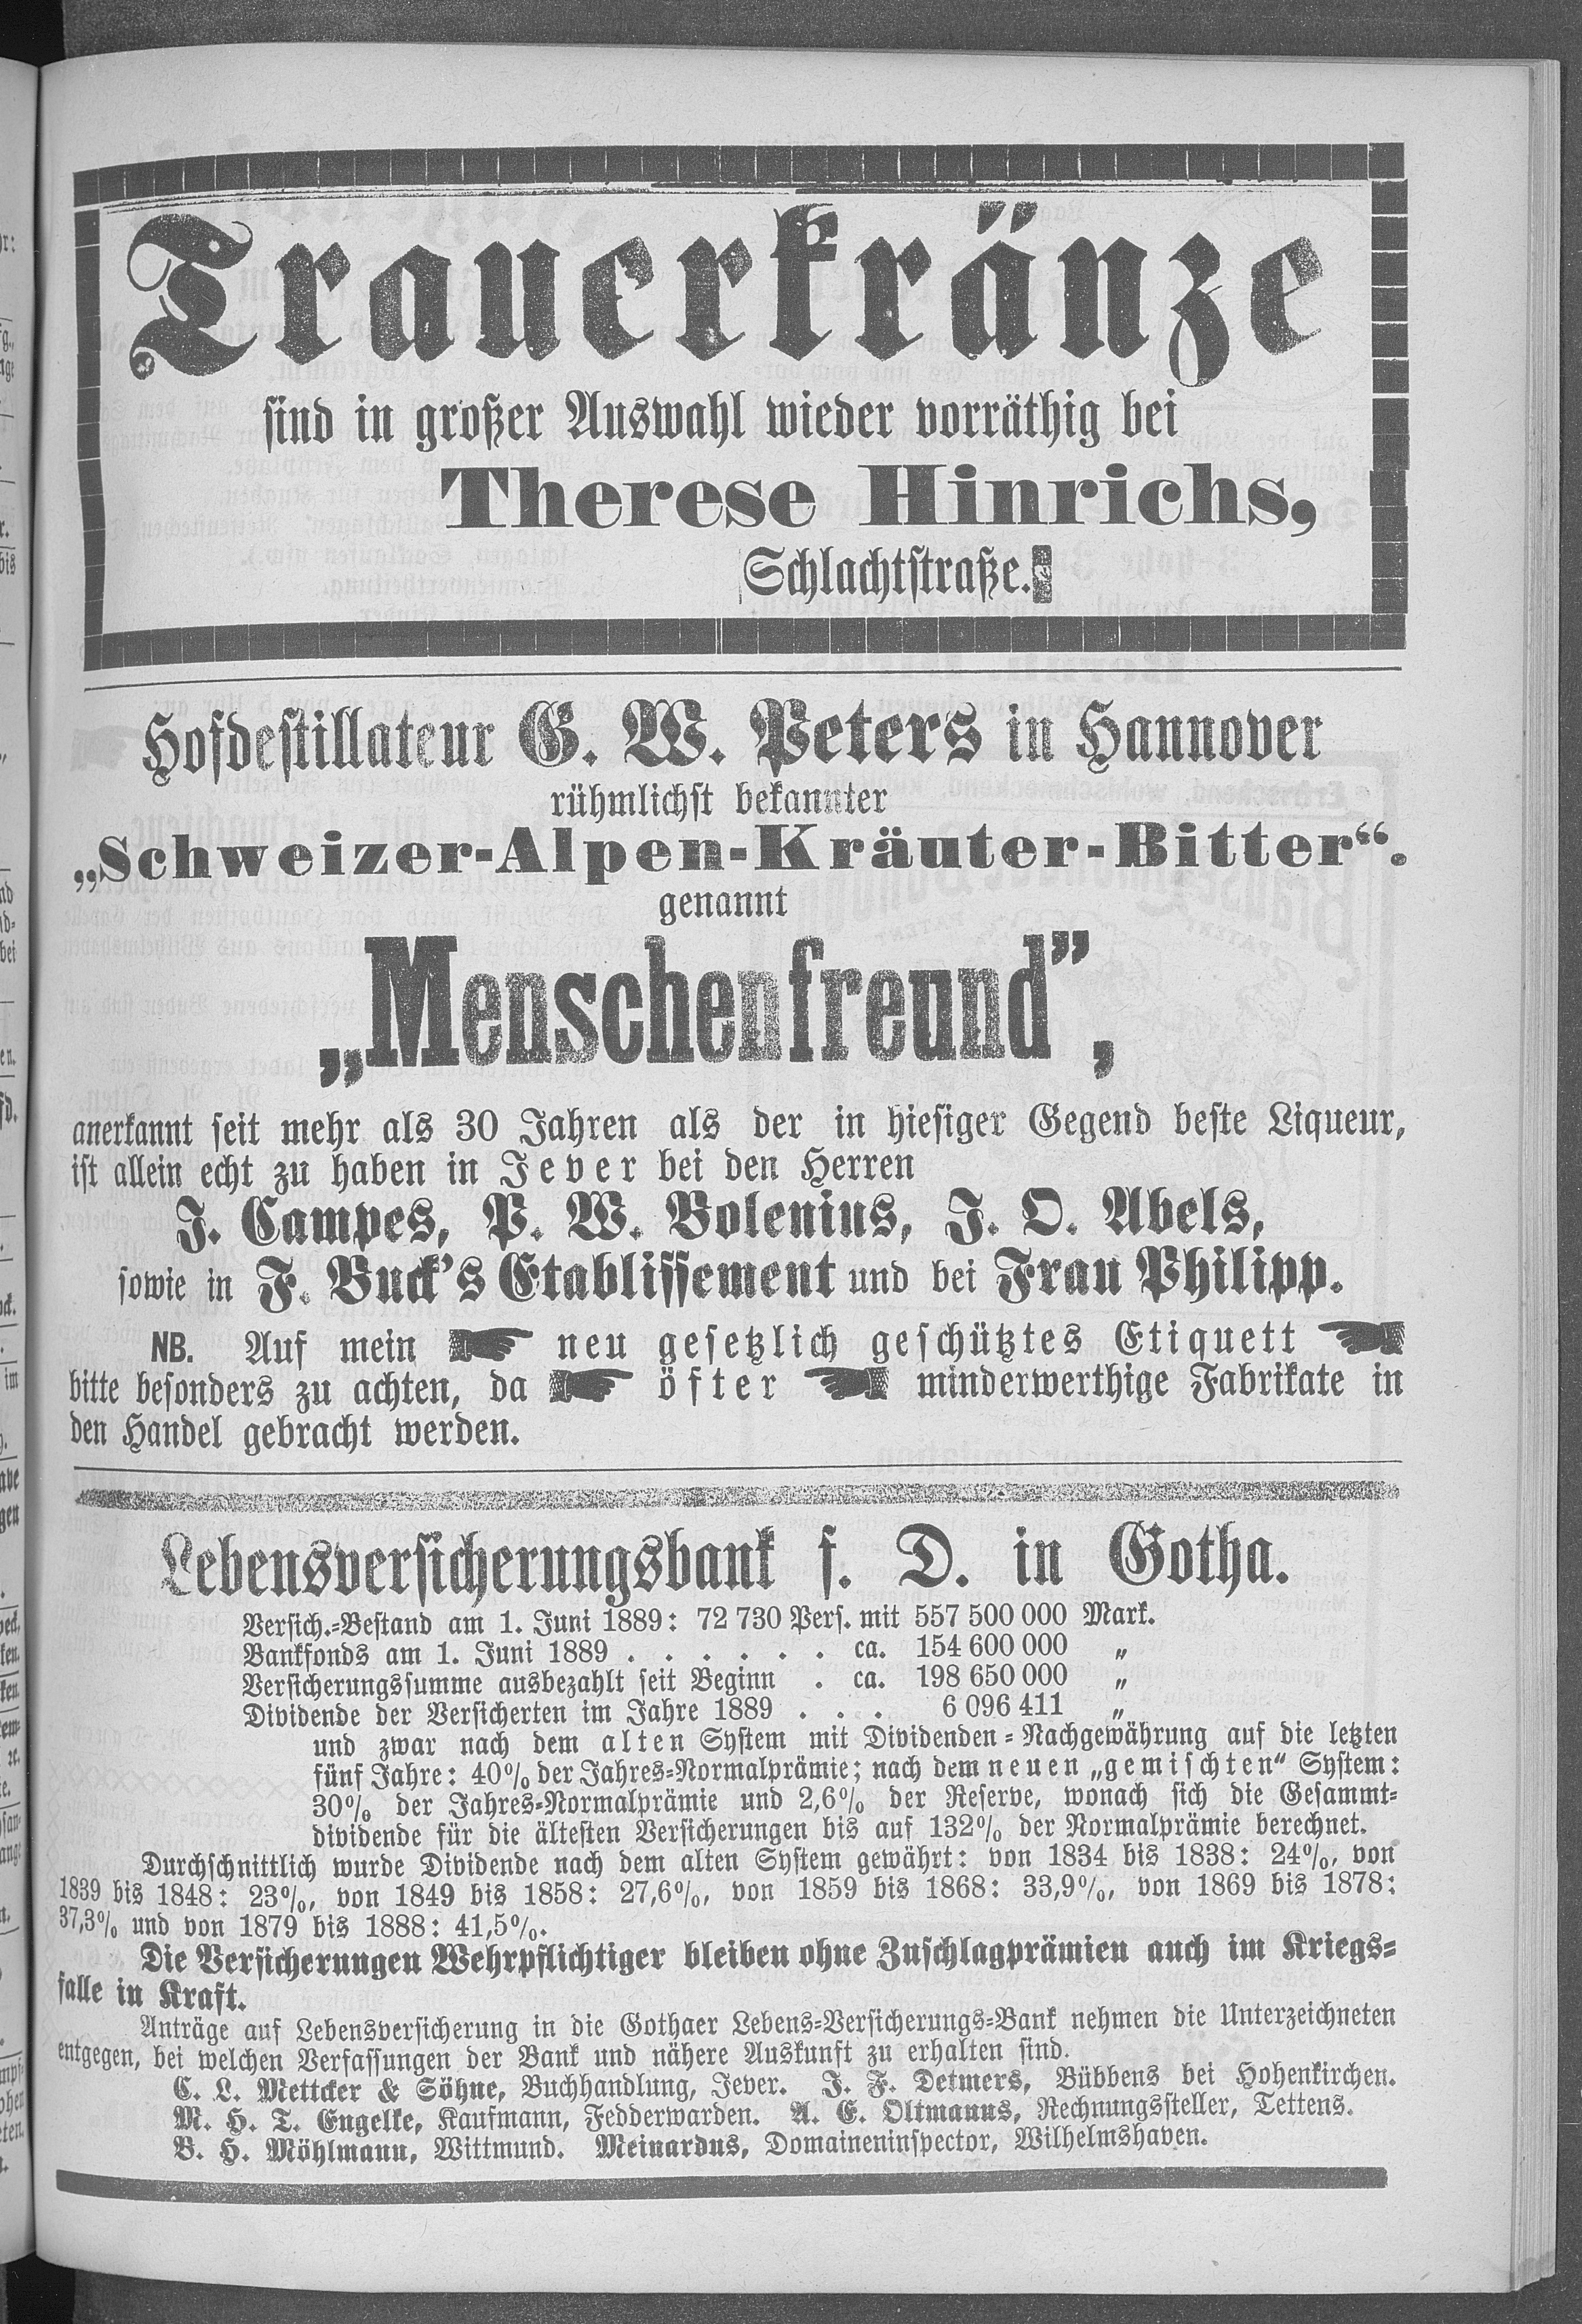 Trauerkränze
sind in großer Auswahl wieder vorräthig bei
Therese Hinrichs,
Schlachtstraße.
Hofdestillateur G. W. Peters in Hannover
rühmlichst bekannter
„Schweizer-Alpen-Kräuter-Bitter“.
genannt
„Menschenfreund”,
anerkannt seit mehr als 30 Jahren als der in hiesiger Gegend beste Liqueur,
ist allein echt zu haben in Jever bei den Herren
J. Campes, P. W. Bolenius, J. O. Abels,
sowie in F. Buck's Etablissement und bei Frau Philipp.
NB. Auf mein ☛ neu gesetzlich geschütztes Etiquett ☚
bitte besonders zu achten, da ☛ öfter ☚ minderwerthige Fabrikate in
den Handel gebracht werden.
Lebensversicherungsbank f. D. in Gotha.
Versich.-Bestand am 1. Juni 1889: 72 730 Pers. mit 557 500 000 Mark.
Bankfonds am 1. Juni 1889 . . . . . . . ca. 154 600 000 „
Versicherungssumme ausbezahlt seit Beginn . ca. 198 650 000 „
Dividende der Versicherten im Jahre 1889 . . . 6 096 411 „
und zwar nach dem alten System mit Dividenden-Nachgewährung auf die letzten
fünf Jahre: 40% der Jahres-Normalprämie; nach dem neuen „gemischten“ System:
30% der Jahres-Normalprämie und 2,6% der Reserve, wonach sich die Gesammt-
dividende für die ältesten Versicherungen bis auf 132% der Normalprämie berechnet.
Durchschnittlich wurde Dividende nach dem alten System gewährt: von 1834 bis 1838: 24%, von
1839 bis 1848: 23%, von 1849 bis 1858: 27,6%, von 1859 bis 1868: 33,9%, von 1869 bis 1878:
37,3% und von 1879 bis 1888: 41,5%.
Die Versicherungen Wehrpflichtiger bleiben ohne Zuschlagprämien auch im Kriegs-
falle in Kraft.
Anträge auf Lebensversicherung in die Gothaer Lebens-Versicherungs-Bank nehmen die Unterzeichneten
entgegen, bei welchen Verfassungen der Bank und nähere Auskunft zu erhalten sind.
C. L. Mettcker & Söhne, Buchhandlung, Jever. J. F. Detmers, Bübbens bei Hohenkirchen.
M. H. T. Engelke, Kaufmann, Fedderwarden. A. E. Oltmanns, Rechnungssteller, Tettens.
B. H. Möhlmann, Wittmund. Meinardus, Domaineninspector, Wilhelmshaven.